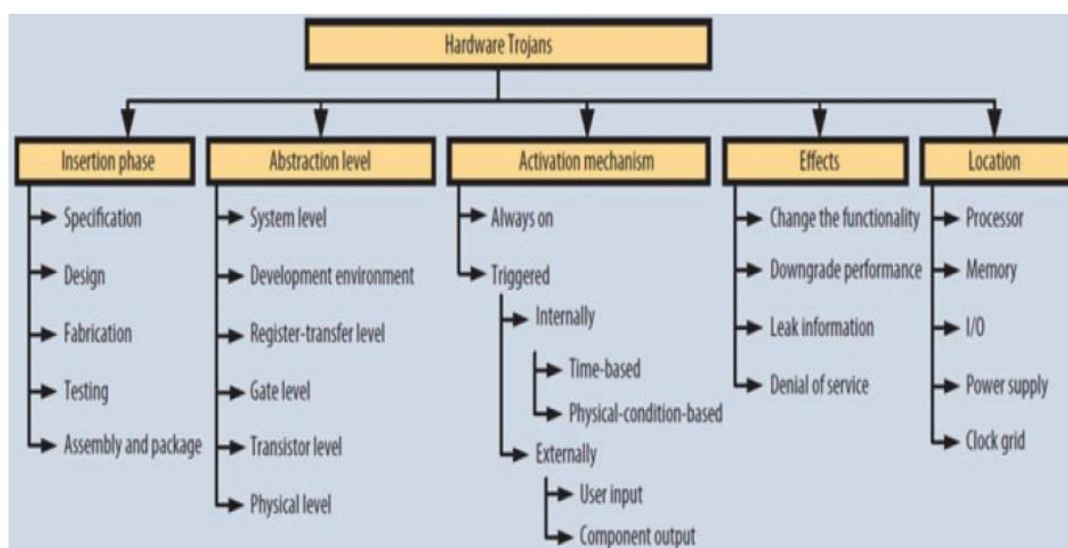 Hardware Trojans
Insertion phase
Specification
Design
Fabrication
Testing
Assembly and package
Abstraction level
System level
Development environment
Register-transfer level
Gate level
Transistor level
Physical level
Activation mechanism
Always on
Triggered
Internally
Time-based
Physical-condition-based
Externally
User input
Component output
Effects
Change the functionality
Downgrade performance
Leak information
Denial of service
Location
Processor
Memory
I/O
Power supply
Clock grid